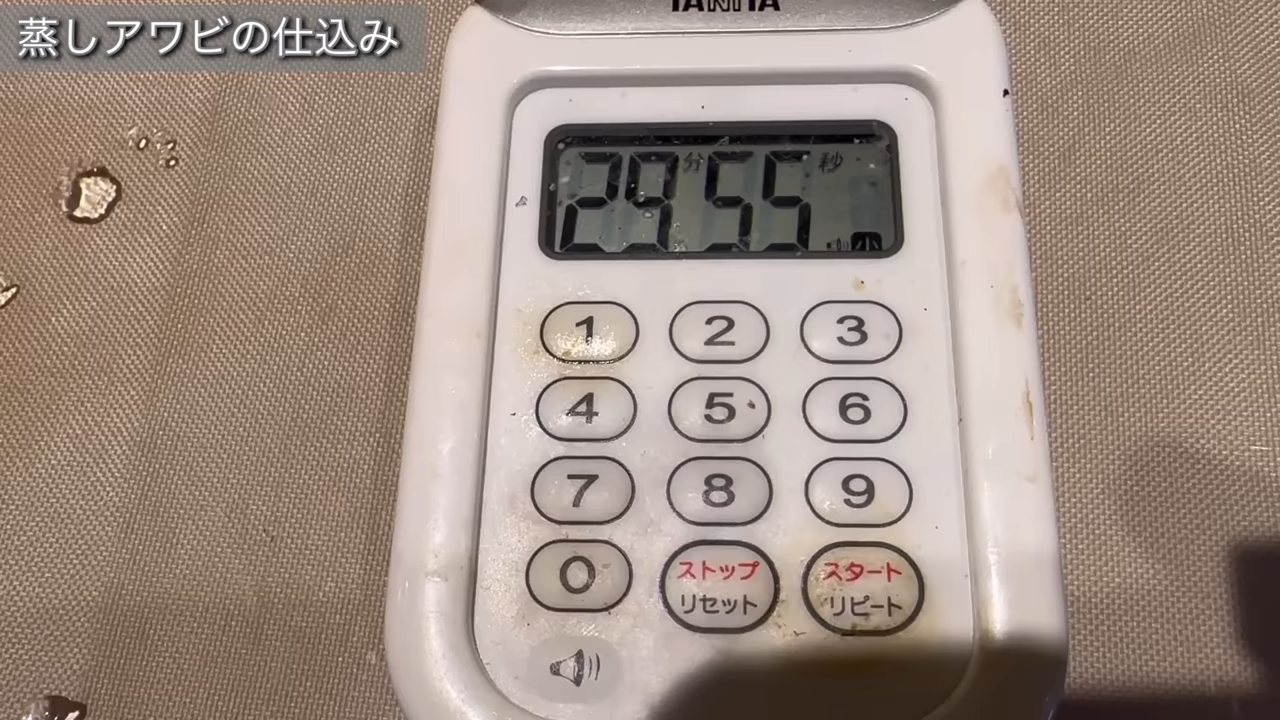 蒸しアワビの仕込み
TANITA
29分55秒
小
1 2 3
4 5 6
7 8 9
0 ストップ スタート
リセット リピート